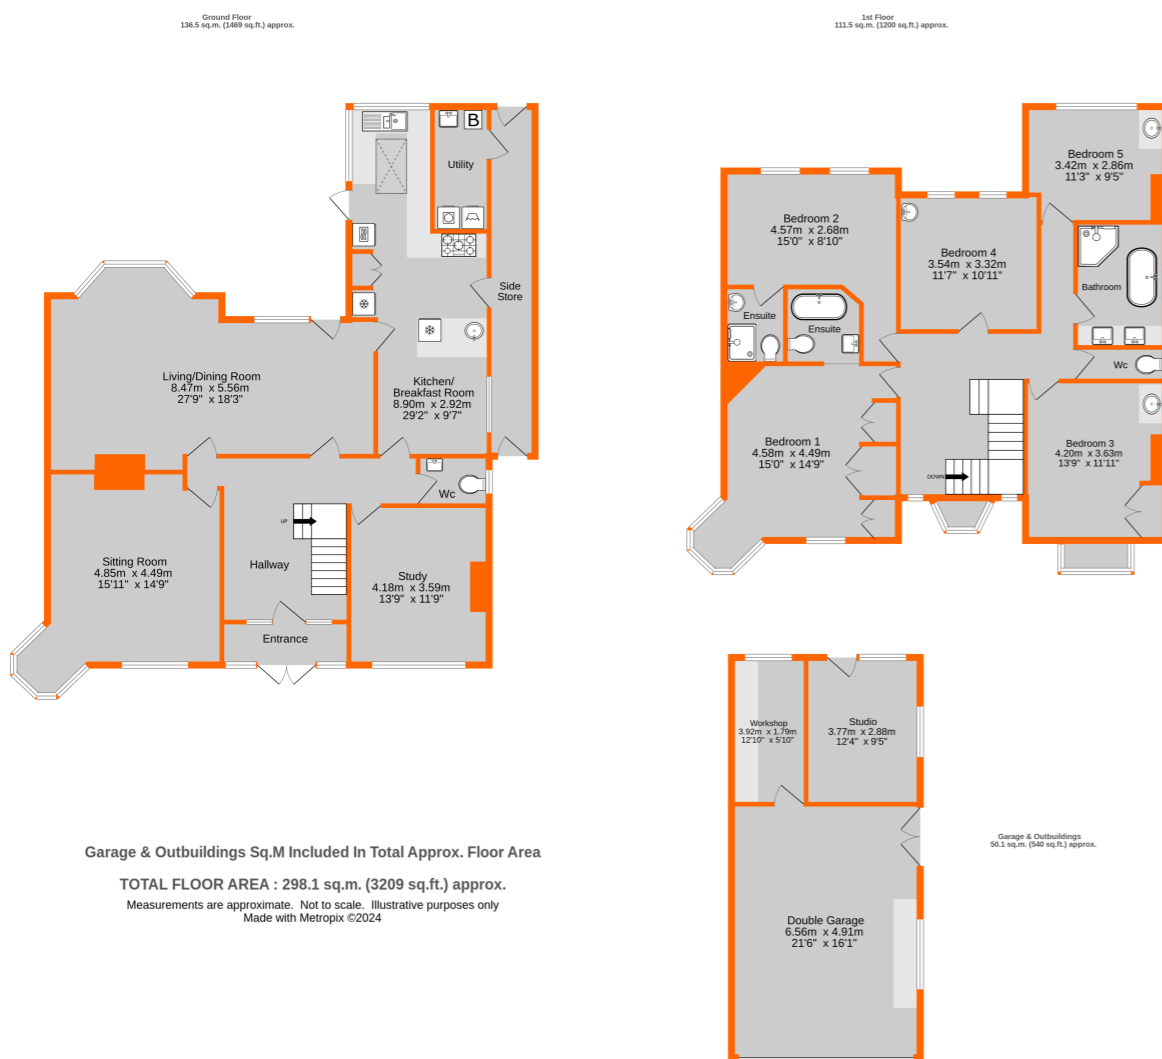 Ground Floor
136.5 sq.m. (1469 sq.ft.) approx.
1st Floor
111.5 sq.m. (1200 sq.ft.) approx.
B
Utility
Side
Store
Living/Dining Room
8.47m x 5.56m
27'9" x 18'3"
Kitchen/
Breakfast Room
8.90m x 2.92m
29'2" x 9'7"
Wc
UP
Hallway
Sitting Room
4.85m x 4.49m
15'11" x 14'9"
Study
4.18m x 3.59m
13'9" x 11'9"
Entrance
Bedroom 5
3.42m x 2.86m
11'3" x 9'5"
Bedroom 2
4.57m x 2.68m
15'0" x 8'10"
Bedroom 4
3.54m x 3.32m
11'7" x 10'11"
Bathroom
Ensuite
Ensuite
Wc
Bedroom 1
4.58m x 4.49m
15'0" x 14'9"
Bedroom 3
4.20m x 3.63m
13'9" x 11'11"
DOWN
Workshop
3.92m x 1.79m
12'10" x 5'10"
Studio
3.77m x 2.88m
12'4" x 9'5"
Garage & Outbuildings
50.1 sq.m. (540 sq.ft.) approx.
Double Garage
6.56m x 4.91m
21'6" x 16'1"
Garage & Outbuildings Sq.M Included In Total Approx. Floor Area
TOTAL FLOOR AREA : 298.1 sq.m. (3209 sq.ft.) approx.
Measurements are approximate. Not to scale. Illustrative purposes only
Made with Metropix ©2024